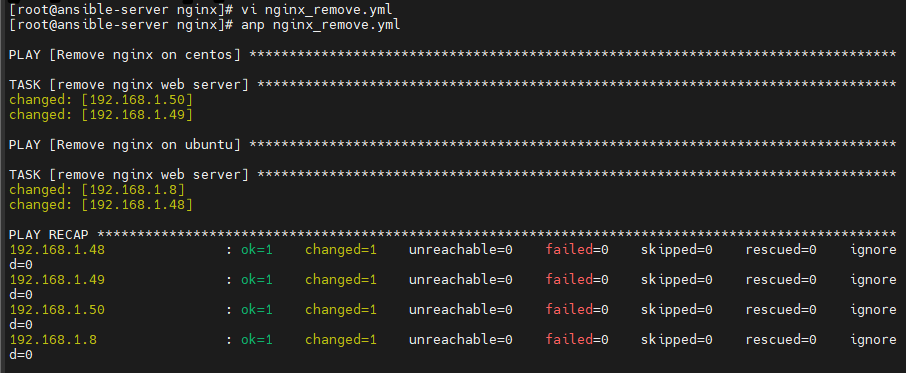 [root@ansible-server nginx]# vi nginx_remove.yml
[root@ansible-server nginx]# anp nginx_remove.yml
PLAY [Remove nginx on centos] *********************************************************************************
TASK [remove nginx web server] ********************************************************************************
changed: [192.168.1.50]
changed: [192.168.1.49]
PLAY [Remove nginx on ubuntu] *********************************************************************************
TASK [remove nginx web server] ********************************************************************************
changed: [192.168.1.8]
changed: [192.168.1.48]
PLAY RECAP ****************************************************************************************************
192.168.1.48               : ok=1    changed=1    unreachable=0    failed=0    skipped=0    rescued=0    ignore
d=0
192.168.1.49               : ok=1    changed=1    unreachable=0    failed=0    skipped=0    rescued=0    ignore
d=0
192.168.1.50               : ok=1    changed=1    unreachable=0    failed=0    skipped=0    rescued=0    ignore
d=0
192.168.1.8                : ok=1    changed=1    unreachable=0    failed=0    skipped=0    rescued=0    ignore
d=0